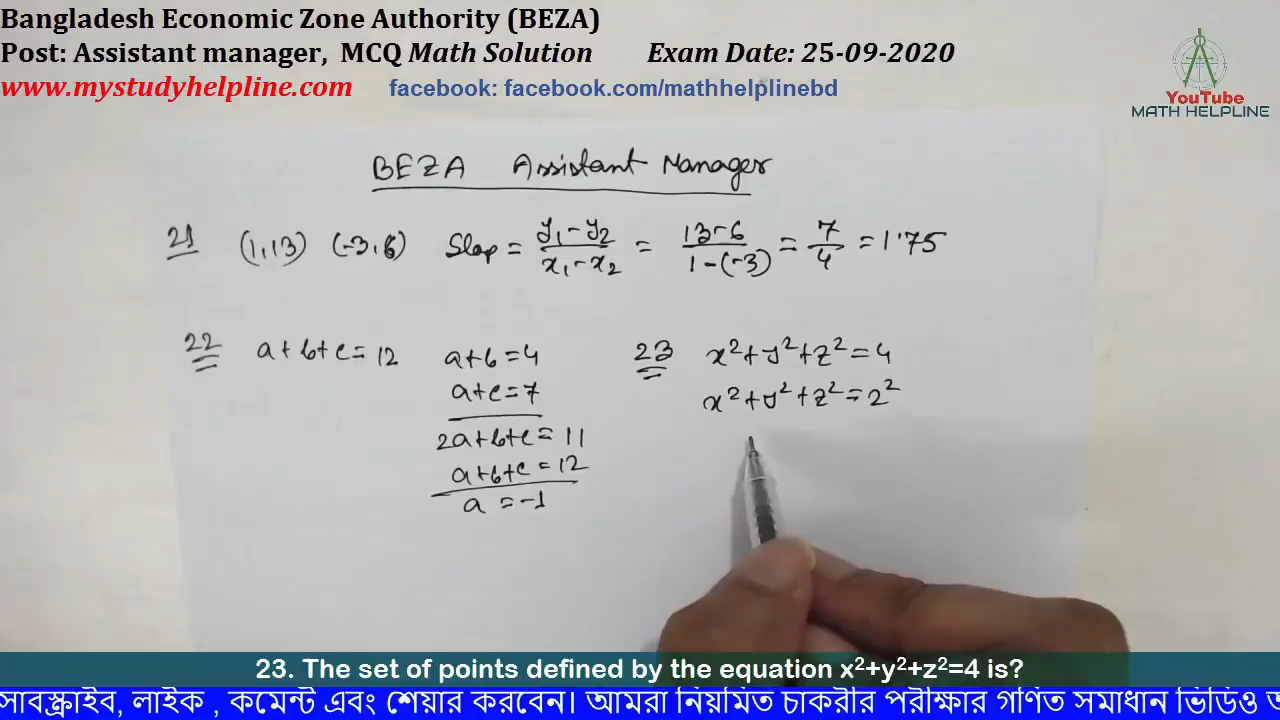 Bangladesh Economic Zone Authority (BEZA)
Post: Assistant manager, MCQ Math Solution Exam Date: 25-09-2020
www.mystudyhelpline.com facebook: facebook.com/mathhelplinebd
YouTube
MATH HELPLINE
BEZA Assistant Manager
21 (1,13) (-3,6) Slop = y₁-y₂/x₁-x₂ = 13-6/1-(-3) = 7/4 = 1.75
22 a+b+c=12
a+b=4
a+c=7
2a+b+c=11
a+b+c=12
a=-1
23 x²+y²+z²=4
x²+y²+z²=2²
23. The set of points defined by the equation x²+y²+z²=4 is?
সাবস্ক্রাইব, লাইক , কমেন্ট এবং শেয়ার করবেন। আমরা নিয়মিত চাকরীর পরীক্ষার গাণিত সমাধান ভিডিও